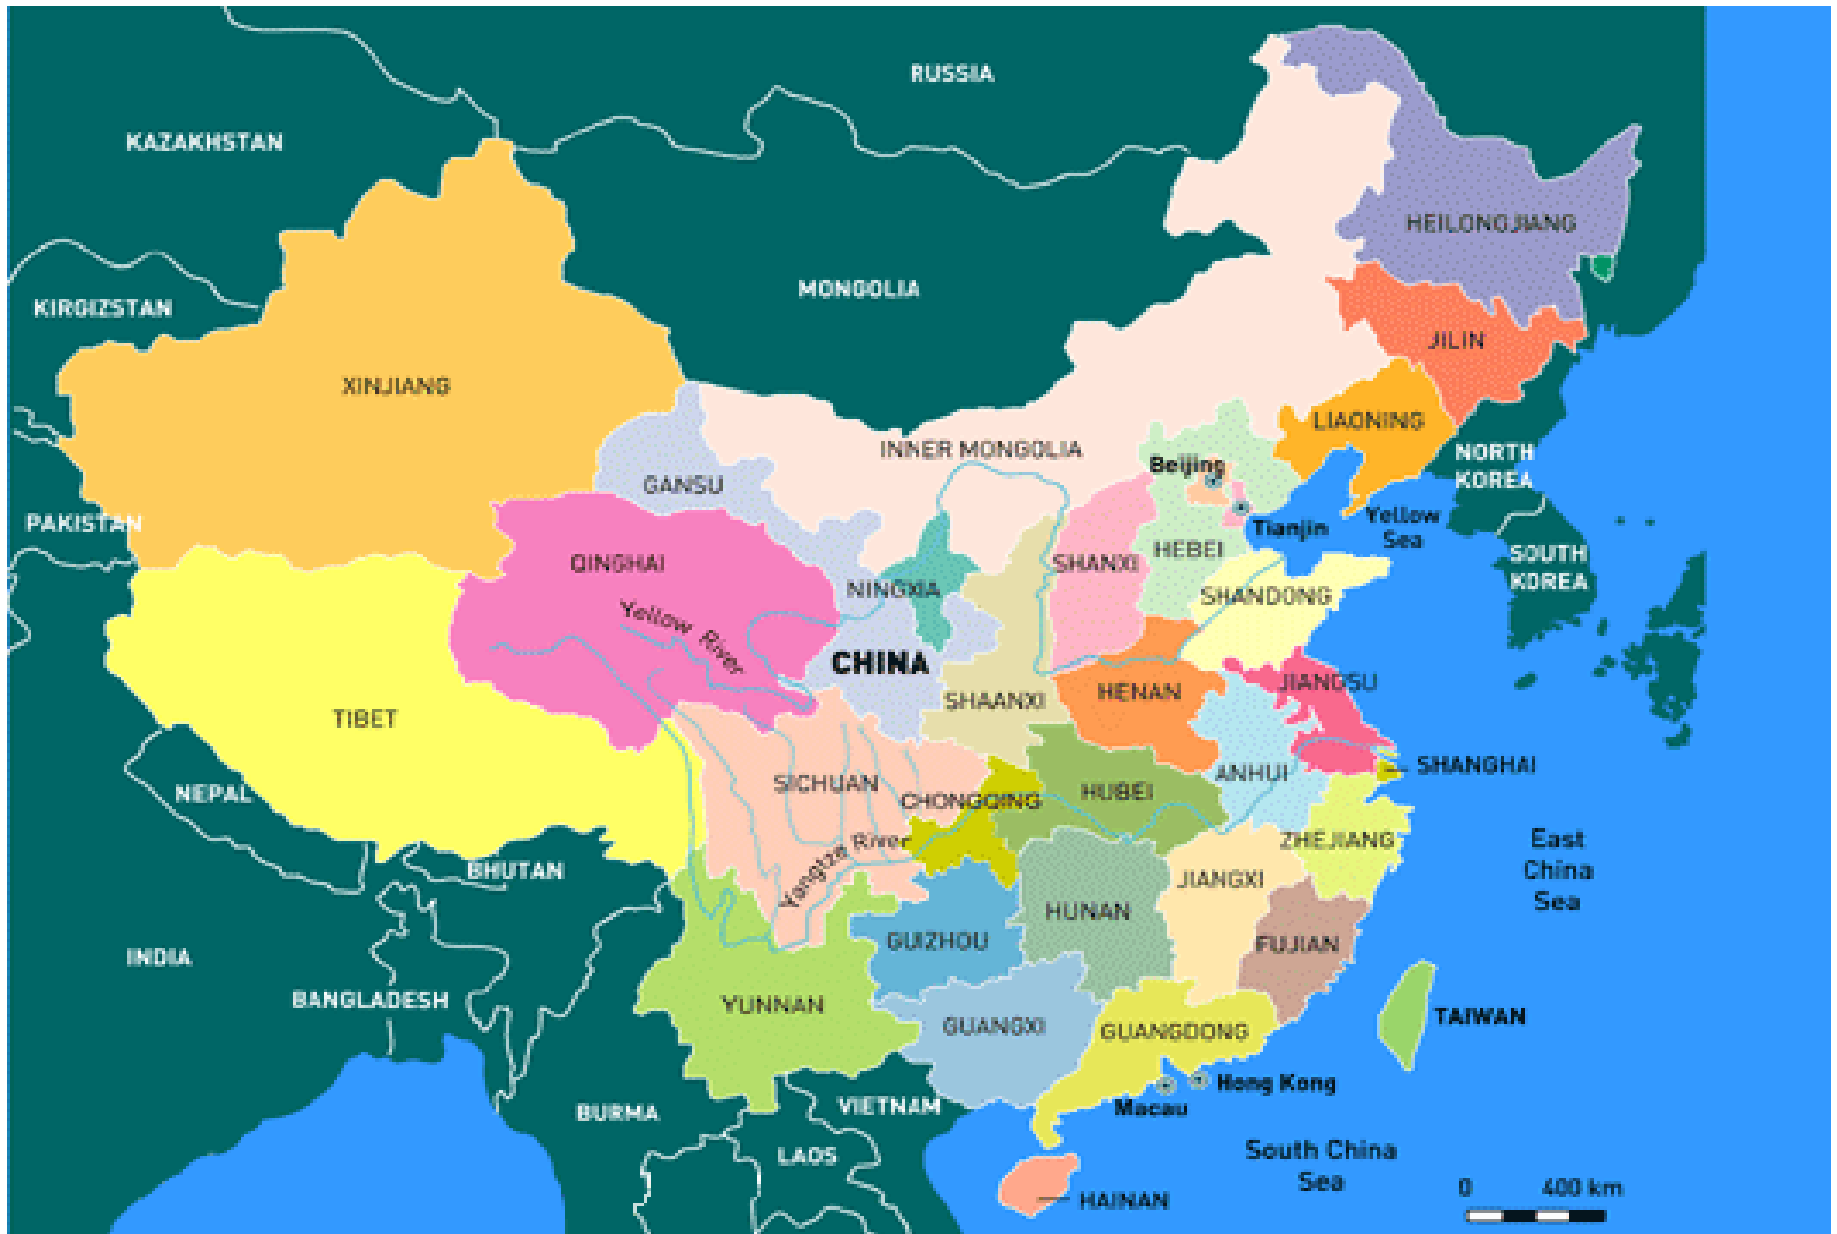 RUSSIA
KAZAKHSTAN
HEILONGJIANG
MONGOLIA
KIRGIZSTAN
JILIN
XINJIANG
LIAONING
INNER MONGOLIA
NORTH
KOREA
Beijing
GANSU
Yellow
Sea
PAKISTAN
Tianjin
HEBEI
SHANXI
SOUTH
KOREA
QINGHAI
NINGXIA
SHANDONG
Yellow River
CHINA
JIANGSU
HENAN
SHAANXI
TIBET
SHANGHAI
ANHUI
SICHUAN
NEPAL
CHONGQING
HUBEI
ZHEJIANG
East
China
Sea
Yangtze River
BHUTAN
JIANGXI
HUNAN
GUIZHOU
FUJIAN
INDIA
BANGLADESH
YUNNAN
TAIWAN
GUANGXI
GUANGDONG
Hong Kong
Macau
VIETNAM
BURMA
LAOS
South China
Sea
HAINAN
0 400 km